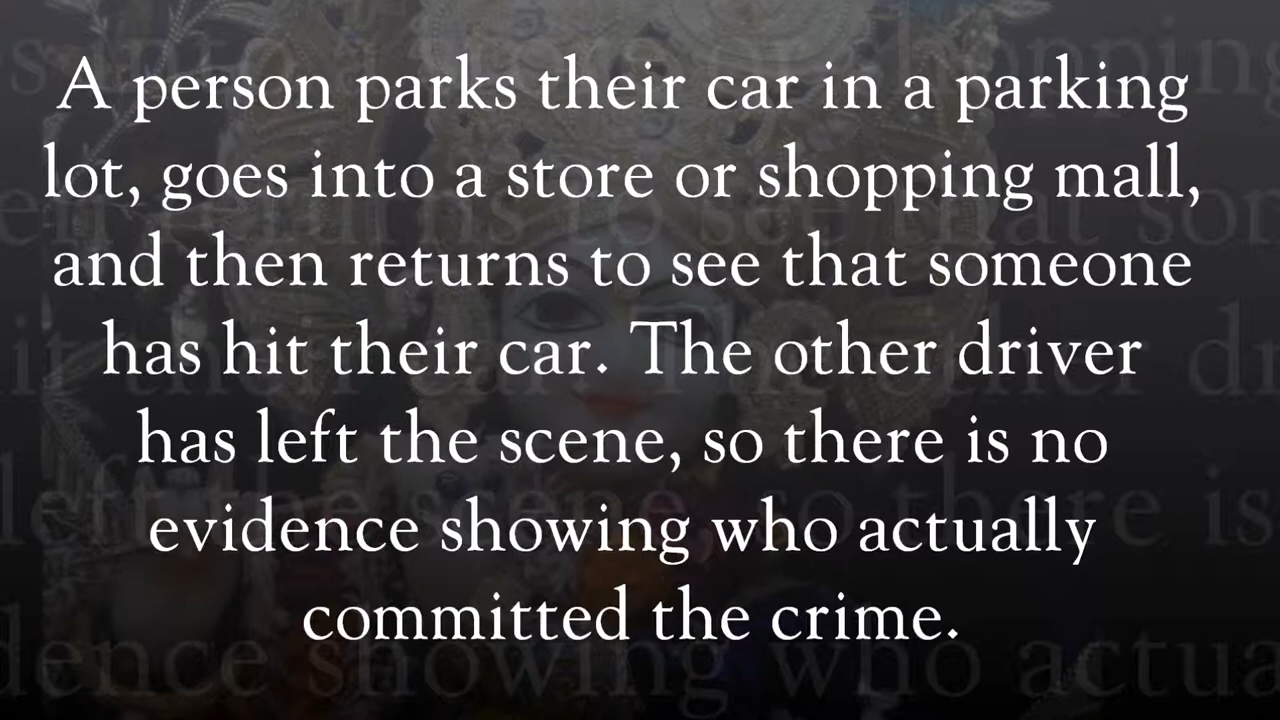 A person parks their car in a parking
lot, goes into a store or shopping mall,
and then returns to see that someone
has hit their car. The other driver
has left the scene, so there is no
evidence showing who actually
committed the crime.